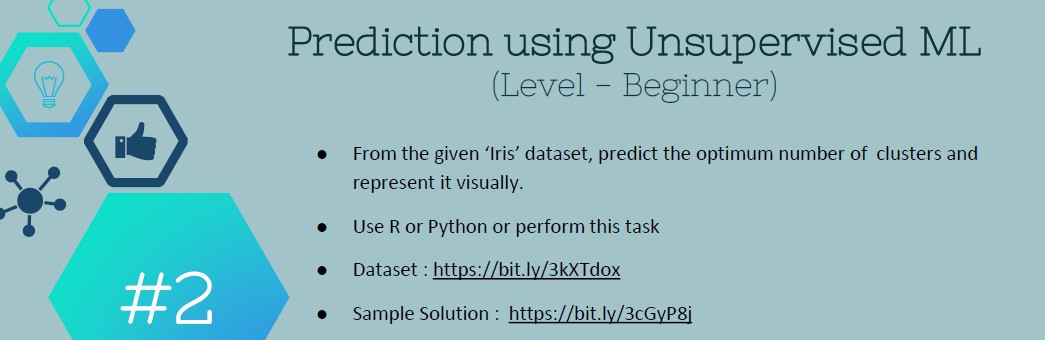 Prediction using Unsupervised ML
(Level - Beginner)
● From the given ‘Iris’ dataset, predict the optimum number of clusters and
represent it visually.
● Use R or Python or perform this task
● Dataset : https://bit.ly/3kXTdox
● Sample Solution : https://bit.ly/3cGyP8j
#2